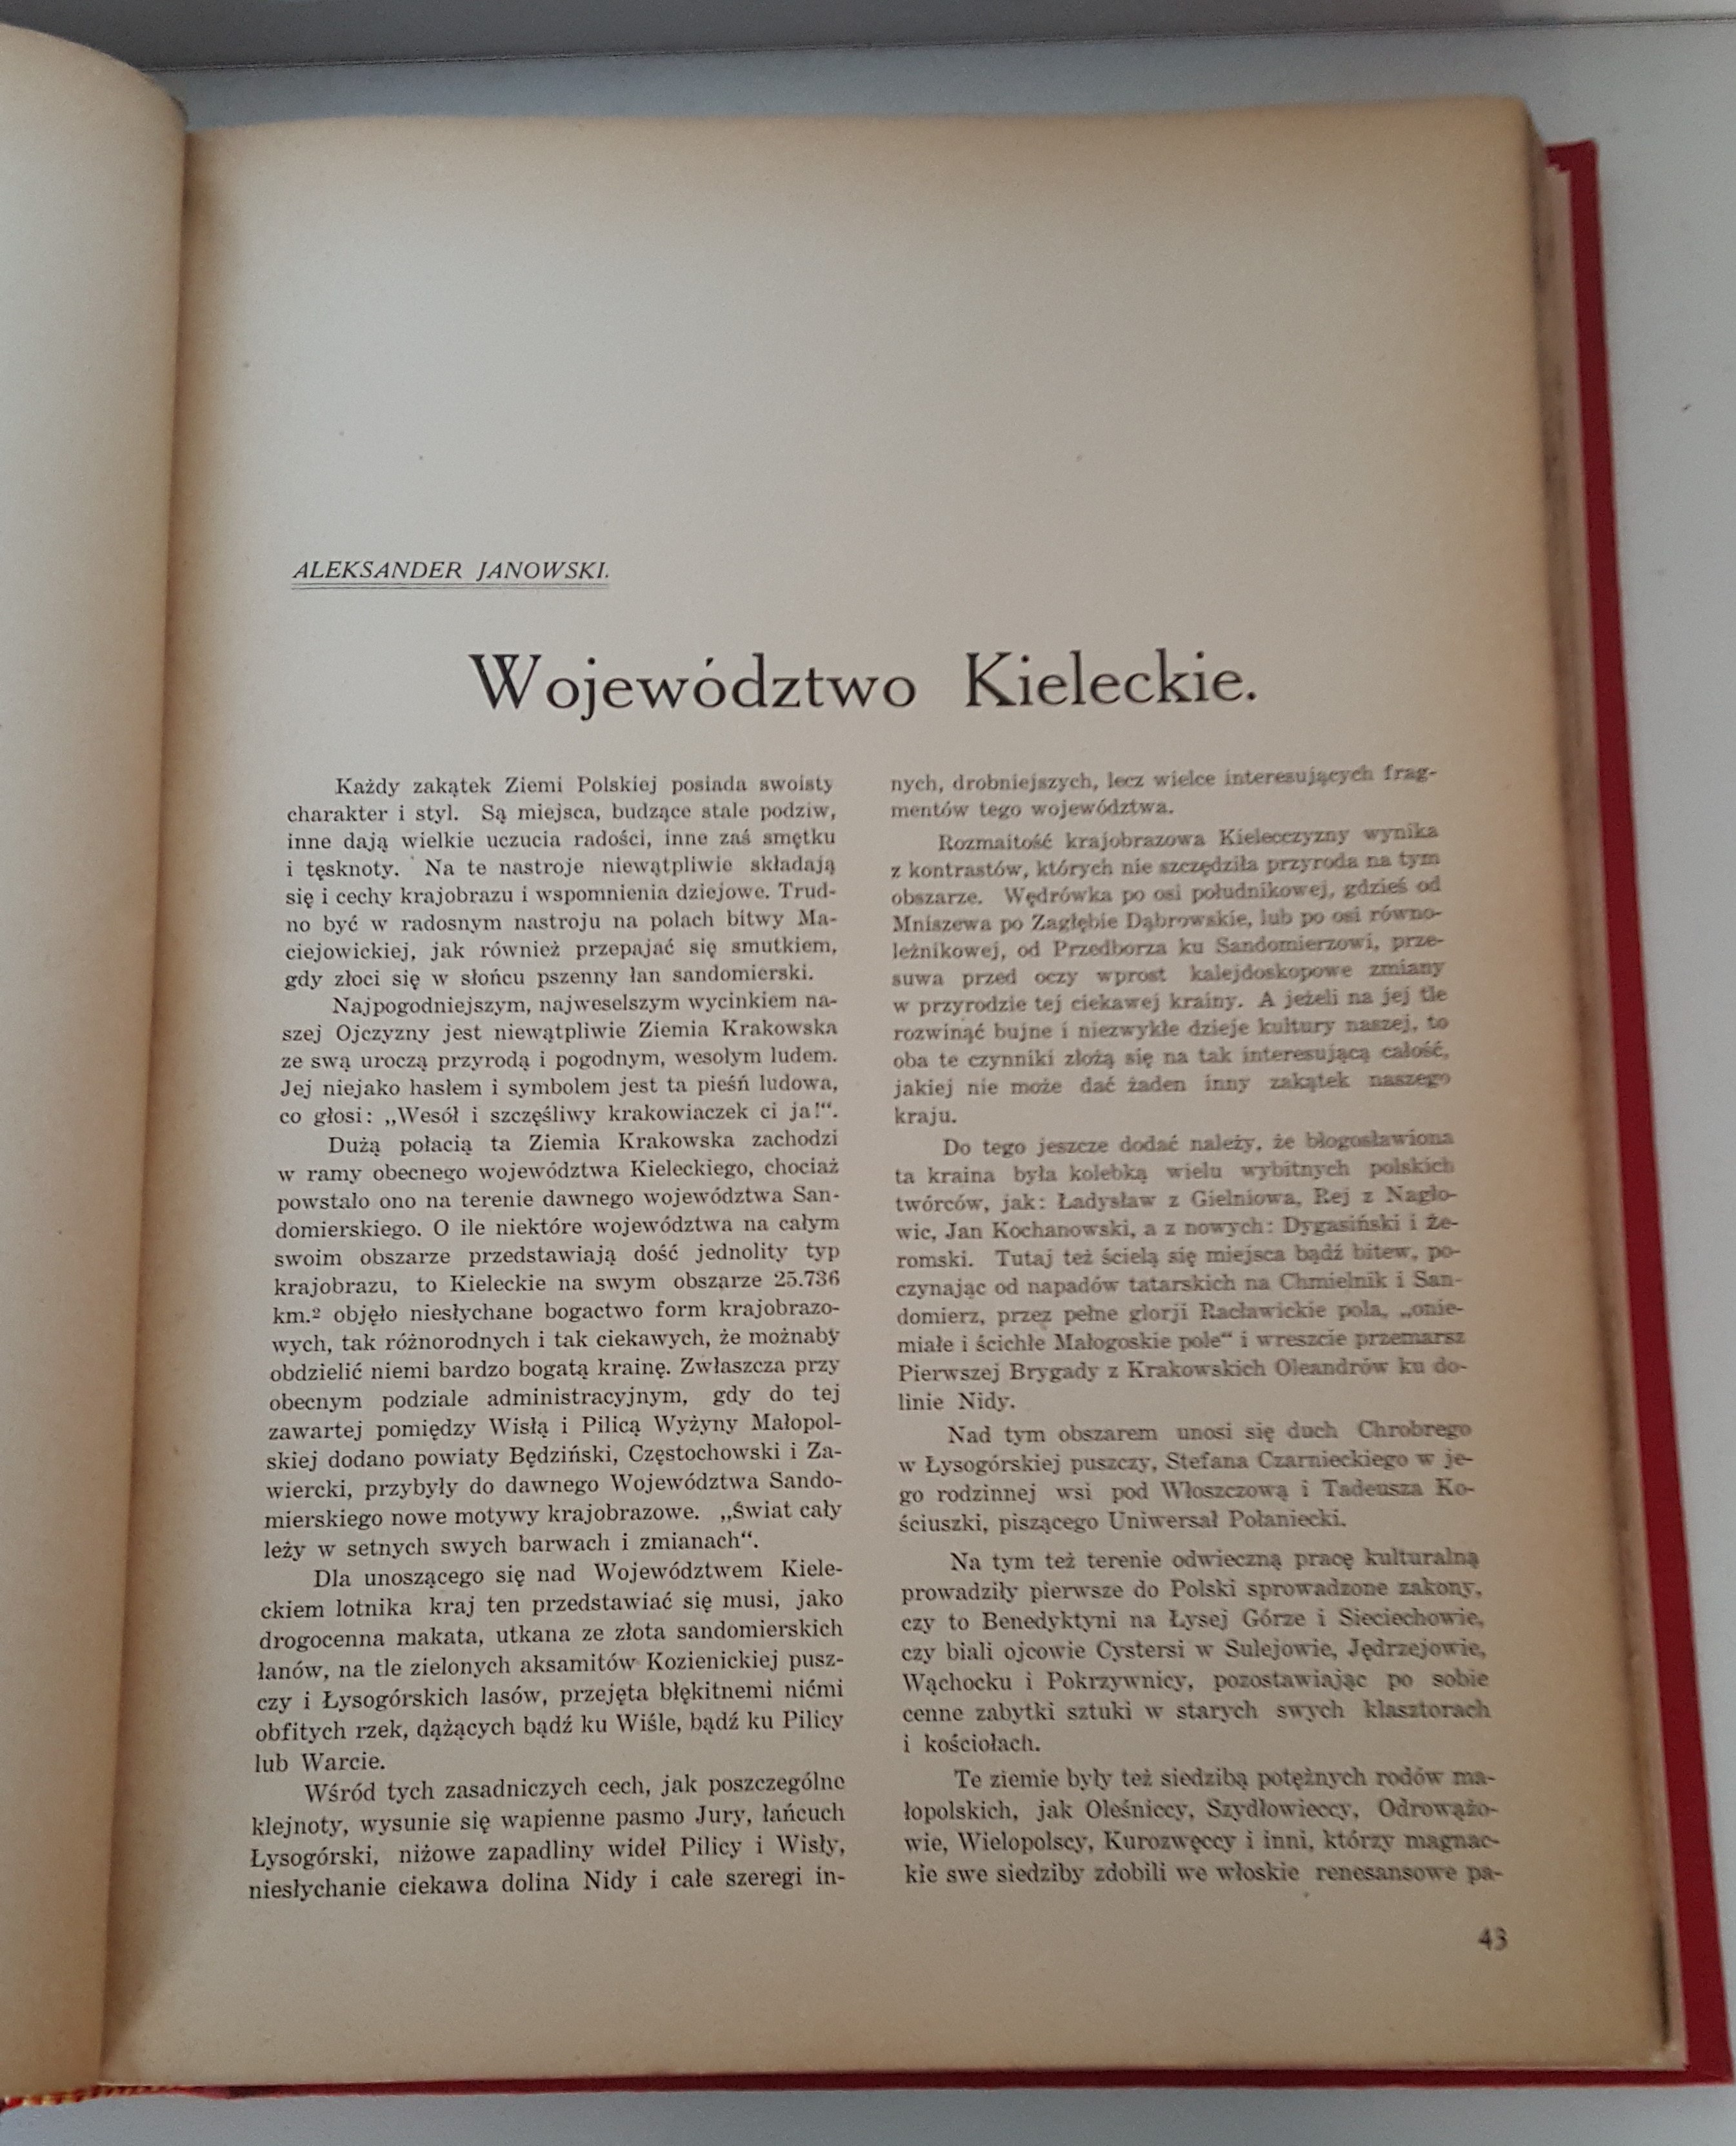 ALEKSANDER JANOWSKI.
Województwo Kieleckie.
Każdy zakątek Ziemi Polskiej posiada swoisty
charakter i styl. Są miejsca, budzące stale podziw,
inne dają wielkie uczucia radości, inne zaś smętku
i tęsknoty. Na te nastroje niewątpliwie składają
się i cechy krajobrazu i wspomnienia dziejowe. Trud-
no być w radosnym nastroju na polach bitwy Ma-
ciejowickiej, jak również przepajać się smutkiem,
gdy złoci się w słońcu pszenny łan sandomierski.
Najpogodniejszym, najweselszym wycinkiem na-
szej Ojczyzny jest niewątpliwie Ziemia Krakowska
ze swą uroczą przyrodą i pogodnym, wesołym ludem.
Jej niejako hasłem i symbolem jest ta pieśń ludowa,
co głosi: „Wesół i szczęśliwy krakowiaczek ci ja!“.
Dużą połacią ta Ziemia Krakowska zachodzi
w ramy obecnego województwa Kieleckiego, chociaż
powstało ono na terenie dawnego województwa San-
domierskiego. O ile niektóre województwa na całym
swoim obszarze przedstawiają dość jednolity typ
krajobrazu, to Kieleckie na swym obszarze 25.736
km.² objęło niesłychane bogactwo form krajobrazo-
wych, tak różnorodnych i tak ciekawych, że możnaby
obdzielić niemi bardzo bogatą krainę. Zwłaszcza przy
obecnym podziale administracyjnym, gdy do tej
zawartej pomiędzy Wisłą i Pilicą Wyżyny Małopol-
skiej dodano powiaty Będziński, Częstochowski i Za-
wiercki, przybyły do dawnego Województwa Sando-
mierskiego nowe motywy krajobrazowe. „Świat cały
leży w setnych swych barwach i zmianach“.
Dla unoszącego się nad Województwem Kiele-
ckiem lotnika kraj ten przedstawiać się musi, jako
drogocenna makata, utkana ze złota sandomierskich
łanów, na tle zielonych aksamitów Kozienickiej pusz-
czy i Łysogórskich lasów, przejęta błękitnemi nićmi
obfitych rzek, dążących bądź ku Wiśle, bądź ku Pilicy
lub Warcie.
Wśród tych zasadniczych cech, jak poszczególne
klejnoty, wysunie się wapienne pasmo Jury, łańcuch
Łysogórski, niżowe zapadliny wideł Pilicy i Wisły,
niesłychanie ciekawa dolina Nidy i całe szeregi in-
nych, drobniejszych, lecz wielce interesujących frag-
mentów tego województwa.
Rozmaitość krajobrazowa Kielecczyzny wynika
z kontrastów, których nie szczędziła przyroda na tym
obszarze. Wędrówka po osi południkowej, gdzieś od
Mniszewa po Zagłębie Dąbrowskie, lub po osi równo-
leżnikowej, od Przedborza ku Sandomierzowi, prze-
suwa przed oczy wprost kalejdoskopowe zmiany
w przyrodzie tej ciekawej krainy. A jeżeli na jej tle
rozwinąć bujne i niezwykłe dzieje kultury naszej, to
oba te czynniki złożą się na tak interesującą całość,
jakiej nie może dać żaden inny zakątek naszego
kraju.
Do tego jeszcze dodać należy, że błogosławiona
ta kraina była kolebką wielu wybitnych polskich
twórców, jak: Ładysław z Gielniowa, Rej z Nagło-
wic, Jan Kochanowski, a z nowych: Dygasiński i Że-
romski. Tutaj też ścielą się miejsca bądź bitew, po-
czynając od napadów tatarskich na Chmielnik i San-
domierz, przez pełne glorji Racławickie pola, „onie-
miałe i ścichłe Małogoskie pole“ i wreszcie przemarsz
Pierwszej Brygady z Krakowskich Oleandrów ku do-
linie Nidy.
Nad tym obszarem unosi się duch Chrobrego
w Łysogórskiej puszczy, Stefana Czarnieckiego w je-
go rodzinnej wsi pod Włoszczową i Tadeusza Ko-
ściuszki, piszącego Uniwersał Połaniecki.
Na tym też terenie odwieczną pracę kulturalną
prowadziły pierwsze do Polski sprowadzone zakony,
czy to Benedyktyni na Łysej Górze i Sieciechowie,
czy biali ojcowie Cystersi w Sulejowie, Jędrzejowie,
Wąchocku i Pokrzywnicy, pozostawiając po sobie
cenne zabytki sztuki w starych swych klasztorach
i kościołach.
Te ziemie były też siedzibą potężnych rodów ma-
łopolskich, jak Oleśniccy, Szydłowieccy, Odrowążo-
wie, Wielopolscy, Kurozwęccy i inni, którzy magnac-
kie swe siedziby zdobili we włoskie renesansowe pa-
43